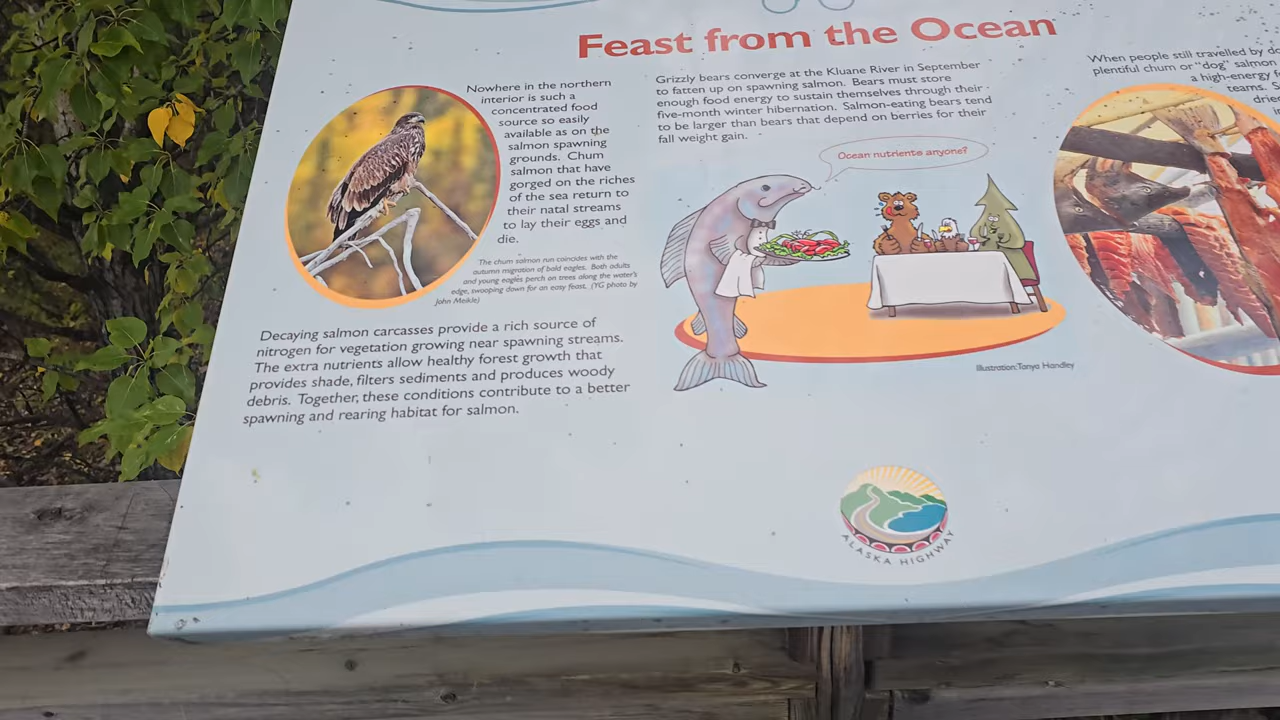 Feast from the Ocean
Nowhere in the northern
interior is such a
concentrated food
source so easily
available as on the
salmon spawning
grounds. Chum
salmon that have
gorged on the riches
of the sea return to
their natal streams
to lay their eggs and
die.
The chum salmon run coincides with the
autumn migration of bald eagles. Both adults
and young eagles perch on trees along the water's
edge, swooping down for an easy feast. (YG photo by
John Meikle)
Decaying salmon carcasses provide a rich source of
nitrogen for vegetation growing near spawning streams.
The extra nutrients allow healthy forest growth that
provides shade, filters sediments and produces woody
debris. Together, these conditions contribute to a better
spawning and rearing habitat for salmon.
Grizzly bears converge at the Kluane River in September
to fatten up on spawning salmon. Bears must store
enough food energy to sustain themselves through their
five-month winter hibernation. Salmon-eating bears tend
to be larger than bears that depend on berries for their
fall weight gain.
Ocean nutrients anyone?
Illustration: Tanya Handley
When people still travelled by do
plentiful chum or "dog" salmon
a high-energy
teams. S
drie
ALASKA HIGHWAY